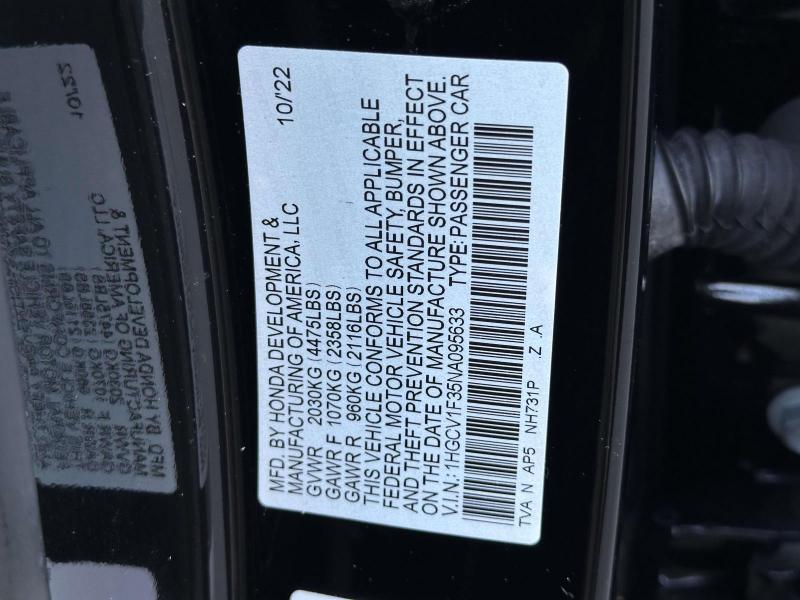 MFD. BY HONDA DEVELOPMENT & 10/'22
MANUFACTURING OF AMERICA, LLC
GVWR 2030KG (4475LBS)
GAWR F 1070KG (2358LBS)
GAWR R 960KG (2116LBS)
THIS VEHICLE CONFORMS TO ALL APPLICABLE
FEDERAL MOTOR VEHICLE SAFETY, BUMPER,
AND THEFT PREVENTION STANDARDS IN EFFECT
ON THE DATE OF MANUFACTURE SHOWN ABOVE.
V.I.N.: 1HGCV1F35NA095633 TYPE: PASSENGER CAR
TVA N AP5 NH731P .Z .A